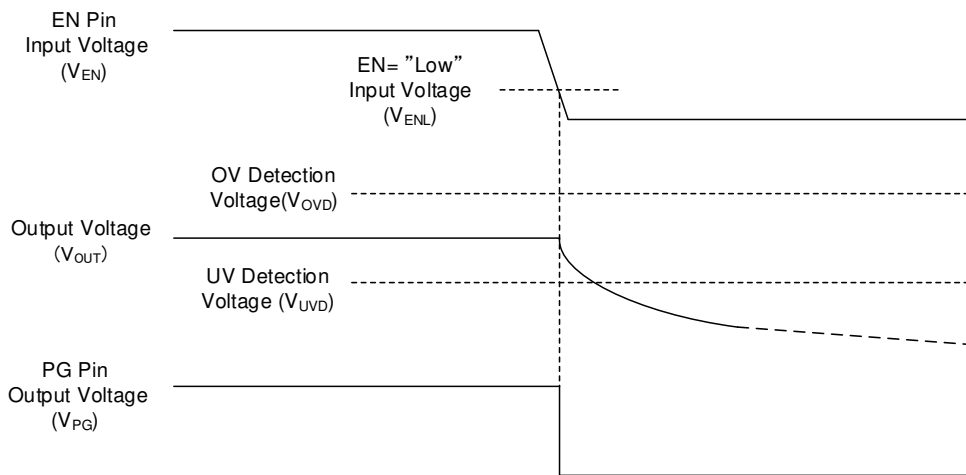 EN Pin
Input Voltage
(VEN)
EN= ”Low”
Input Voltage
(VENL)
OV Detection
Voltage(VOVD)
Output Voltage
(VOUT)
UV Detection
Voltage (VUVD)
PG Pin
Output Voltage
(VPG)